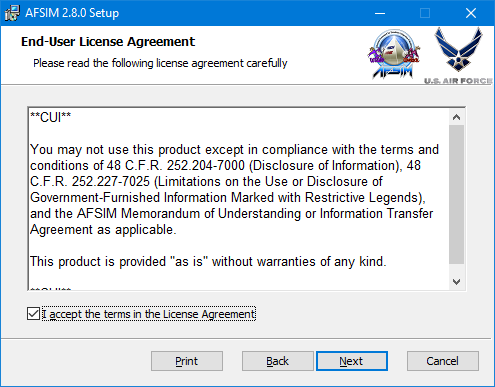 AFSIM 2.8.0 Setup
End-User License Agreement
Please read the following license agreement carefully
AFSIM
U.S. AIR FORCE
**CUI**
You may not use this product except in compliance with the terms and
conditions of 48 C.F.R. 252.204-7000 (Disclosure of Information), 48
C.F.R. 252.227-7025 (Limitations on the Use or Disclosure of
Government-Furnished Information Marked with Restrictive Legends),
and the AFSIM Memorandum of Understanding or Information Transfer
Agreement as applicable.
This product is provided "as is" without warranties of any kind.
**CUI**
I accept the terms in the License Agreement
Print
Back
Next
Cancel